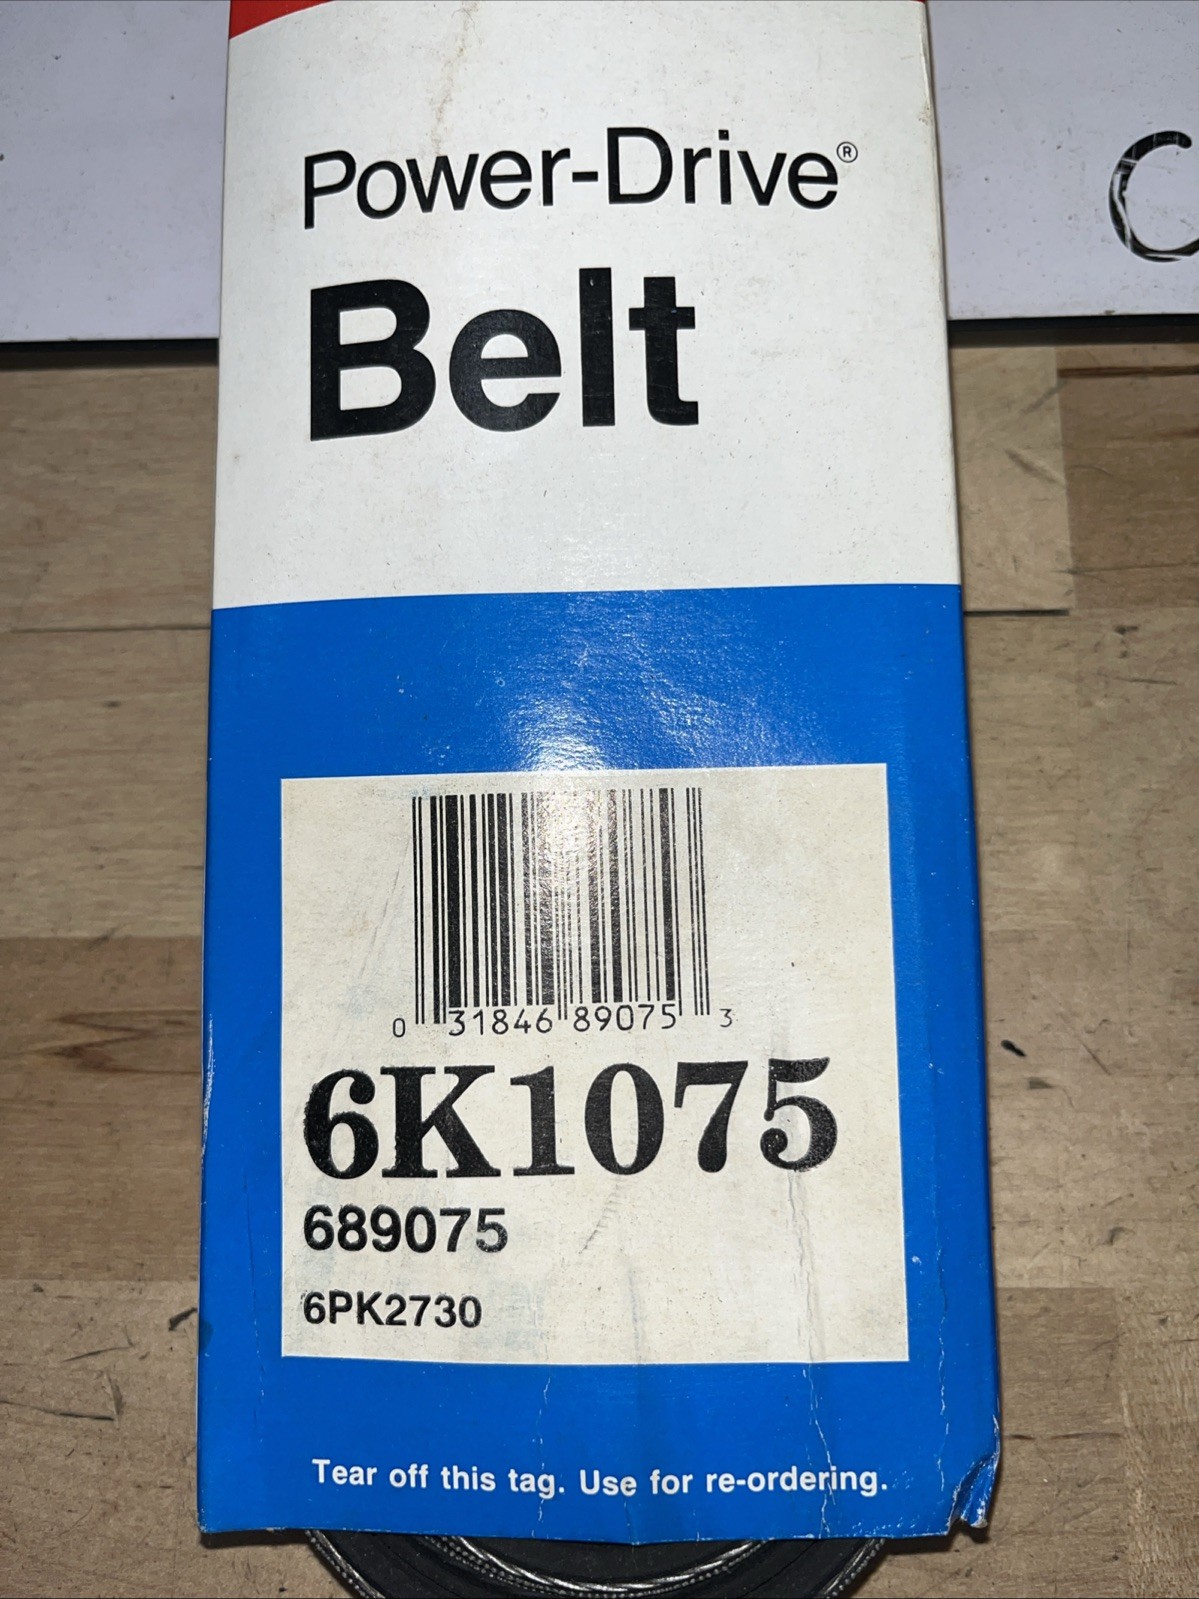 Power-Drive®
Belt
C
0 31846 89075 3
6K1075
689075
6PK2730
Tear off this tag. Use for re-ordering.